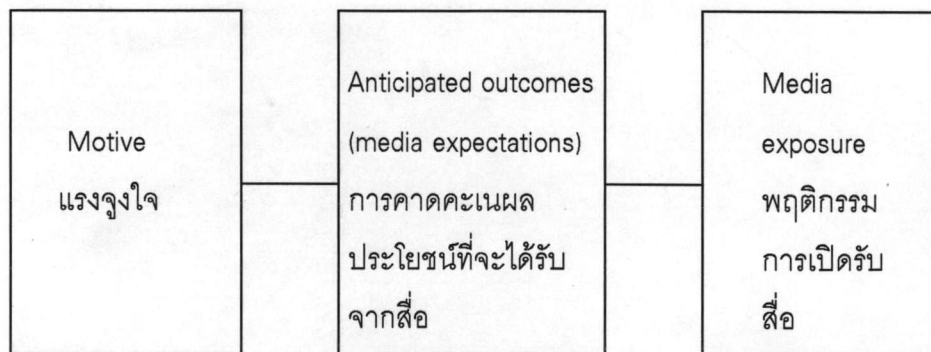 Motive
แรงจูงใจ
Anticipated outcomes
(media expectations)
การคาดคะเนผล
ประโยชน์ที่จะได้รับ
จากสื่อ
Media
exposure
พฤติกรรม
การเปิดรับ
สื่อ